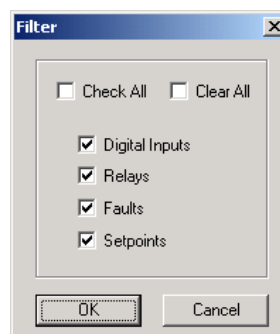 Filter
Check All Clear All
Digital Inputs
Relays
Faults
Setpoints
OK Cancel